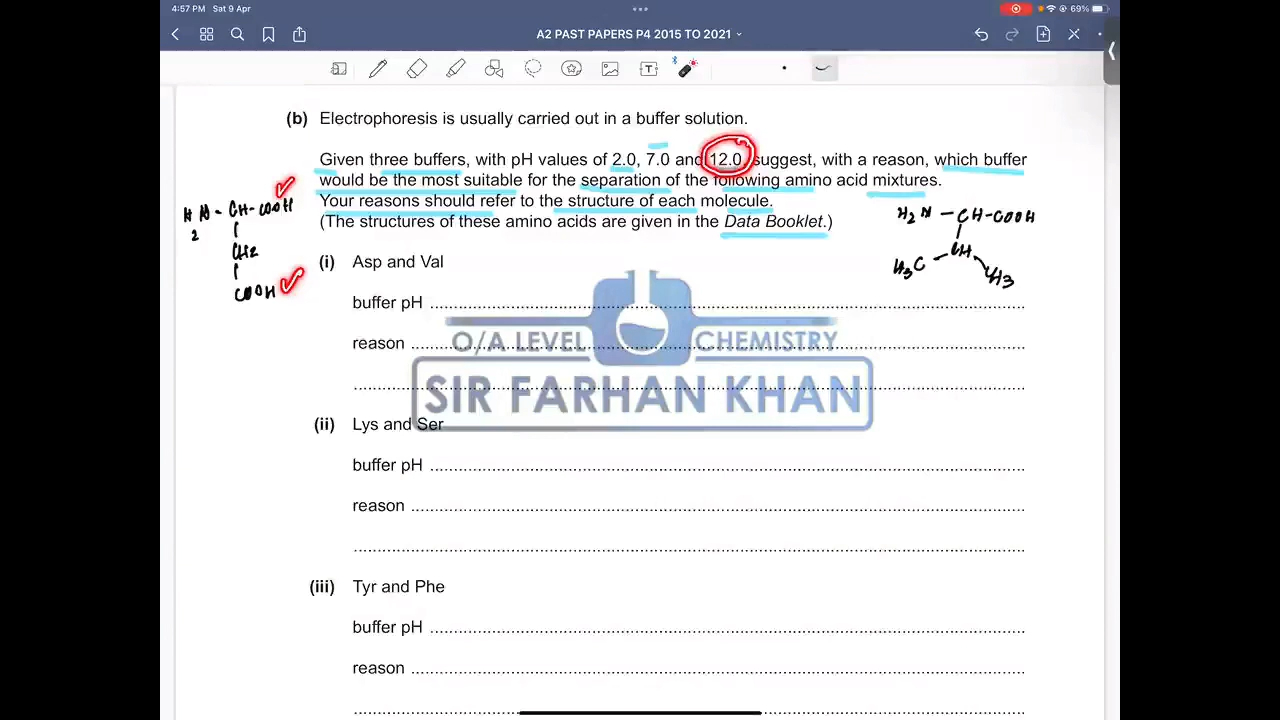 4:57 PM Sat 9 Apr
69%
A2 PAST PAPERS P4 2015 TO 2021
(b) Electrophoresis is usually carried out in a buffer solution.
Given three buffers, with pH values of 2.0, 7.0 and 12.0, suggest, with a reason, which buffer
would be the most suitable for the separation of the following amino acid mixtures.
Your reasons should refer to the structure of each molecule.
(The structures of these amino acids are given in the Data Booklet.)
H N - CH-COOH
2
CH2
COOH
H2N - CH-COOH
CH
H3C
CH3
(i) Asp and Val
buffer pH
reason
O/A LEVEL CHEMISTRY
SIR FARHAN KHAN
(ii) Lys and Ser
buffer pH
reason
(iii) Tyr and Phe
buffer pH
reason